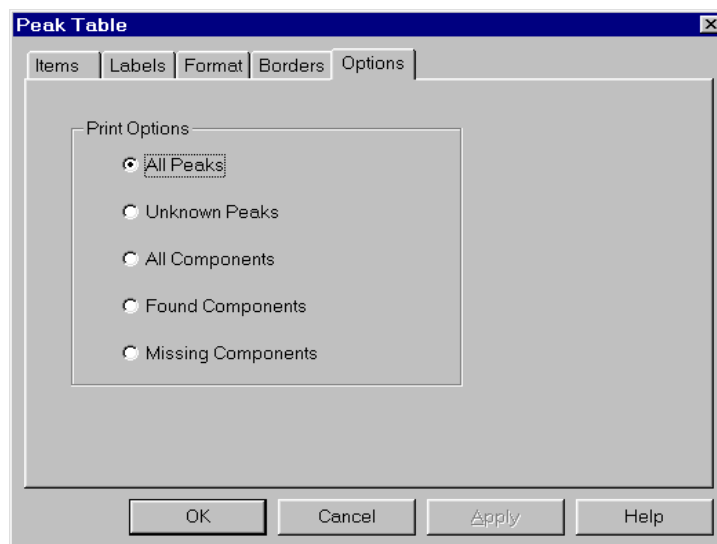 Peak Table
Items Labels Format Borders Options
Print Options
All Peaks
Unknown Peaks
All Components
Found Components
Missing Components
OK Cancel Apply Help